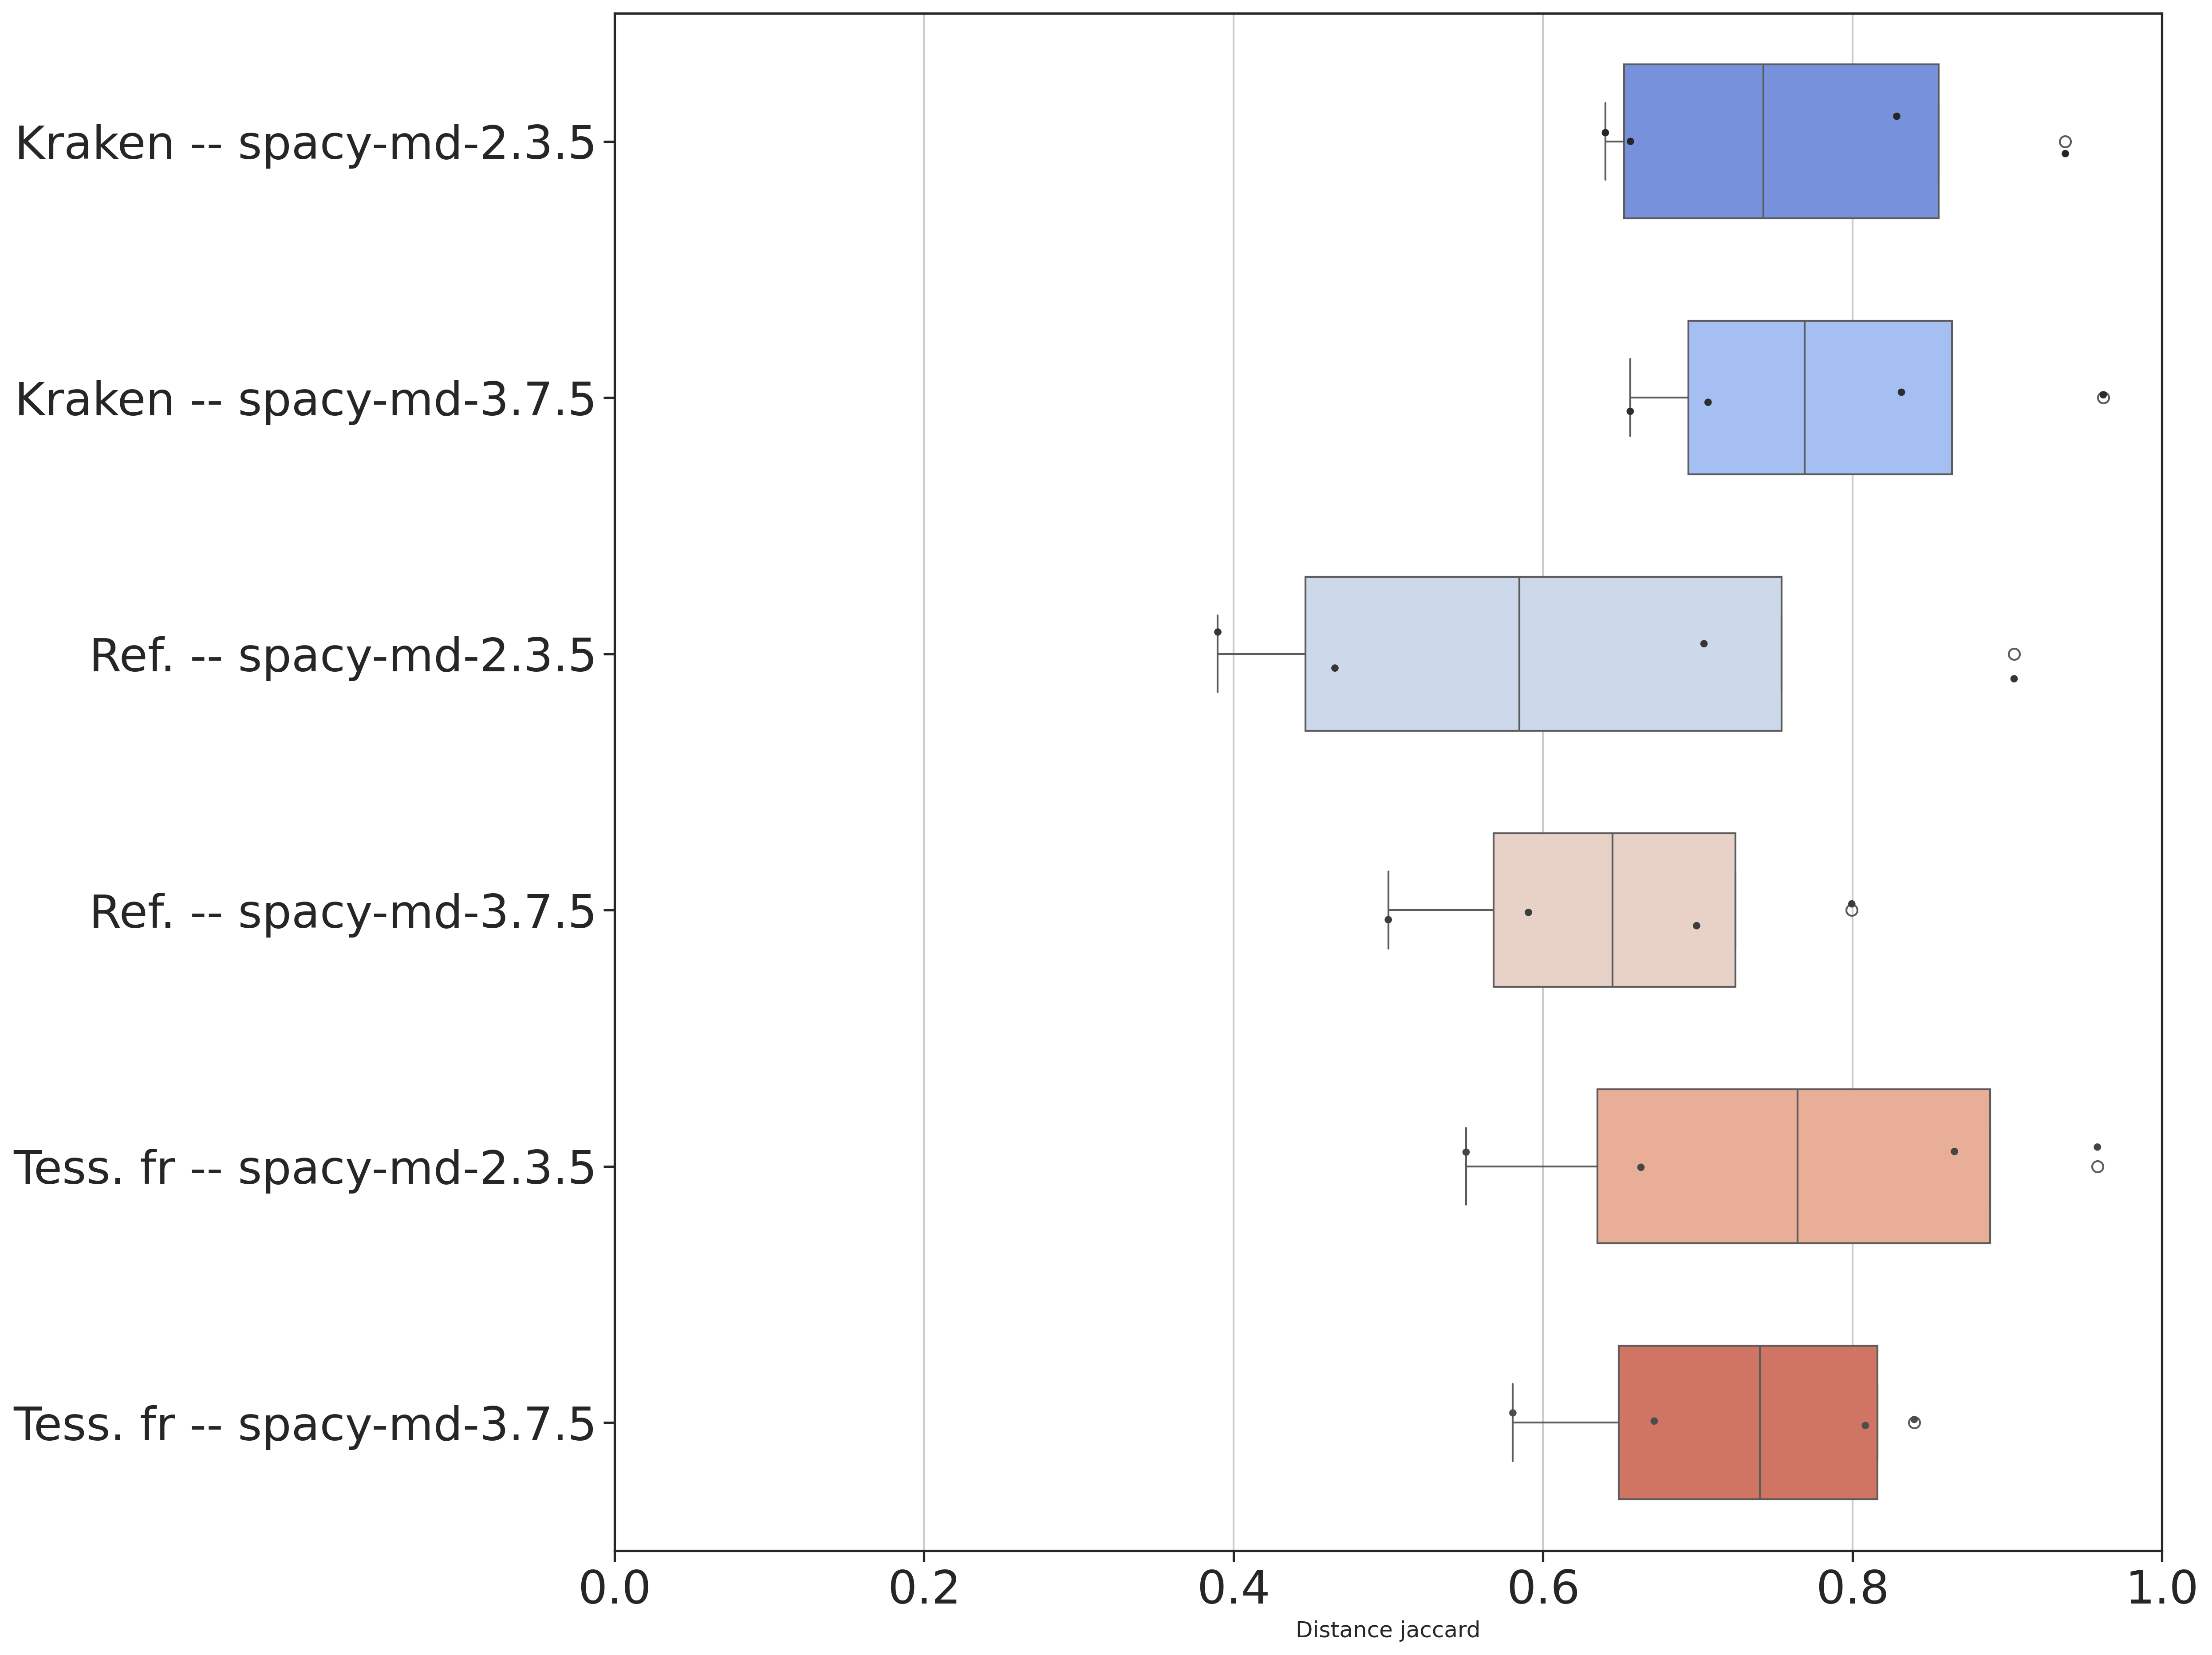 Kraken -- spacy-md-2.3.5
Kraken -- spacy-md-3.7.5
Ref. -- spacy-md-2.3.5
Ref. -- spacy-md-3.7.5
Tess. fr -- spacy-md-2.3.5
Tess. fr -- spacy-md-3.7.5
0.0 0.2 0.4 0.6 0.8 1.0
Distance jaccard